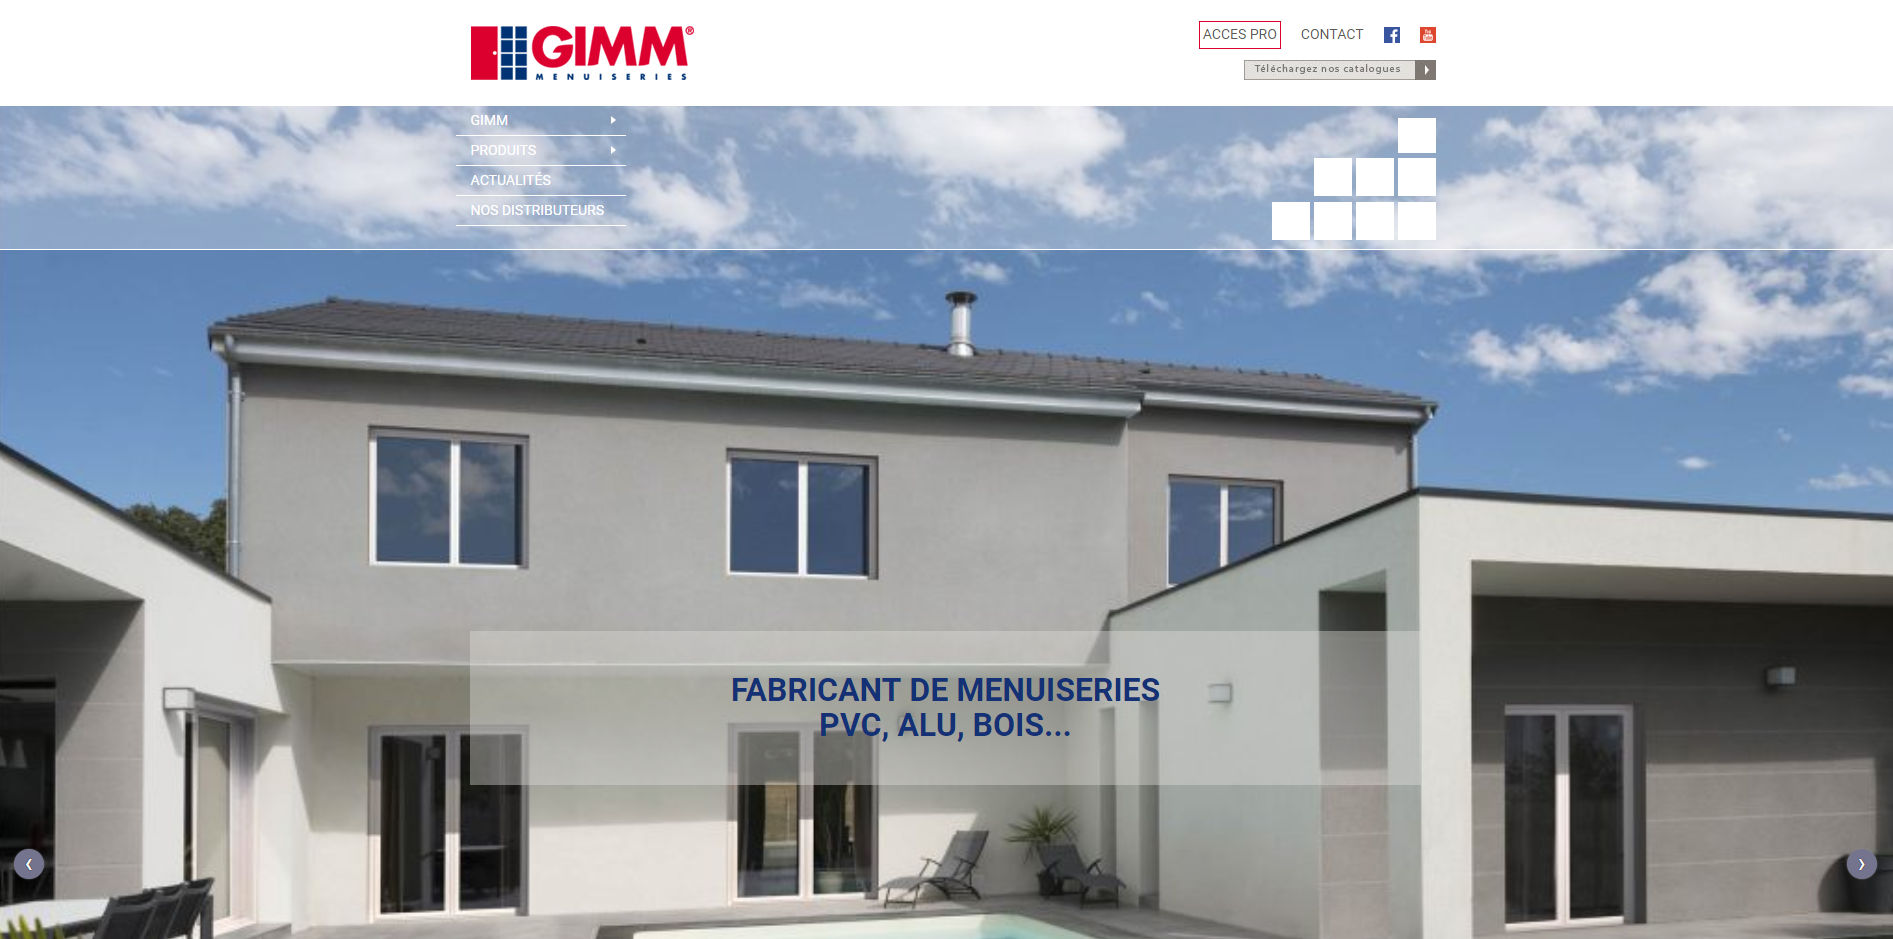 GIMM®
MENUISERIES
ACCES PRO
CONTACT
Téléchargez nos catalogues
GIMM
PRODUITS
ACTUALITÉS
NOS DISTRIBUTEURS
FABRICANT DE MENUISERIES
PVC, ALU, BOIS...